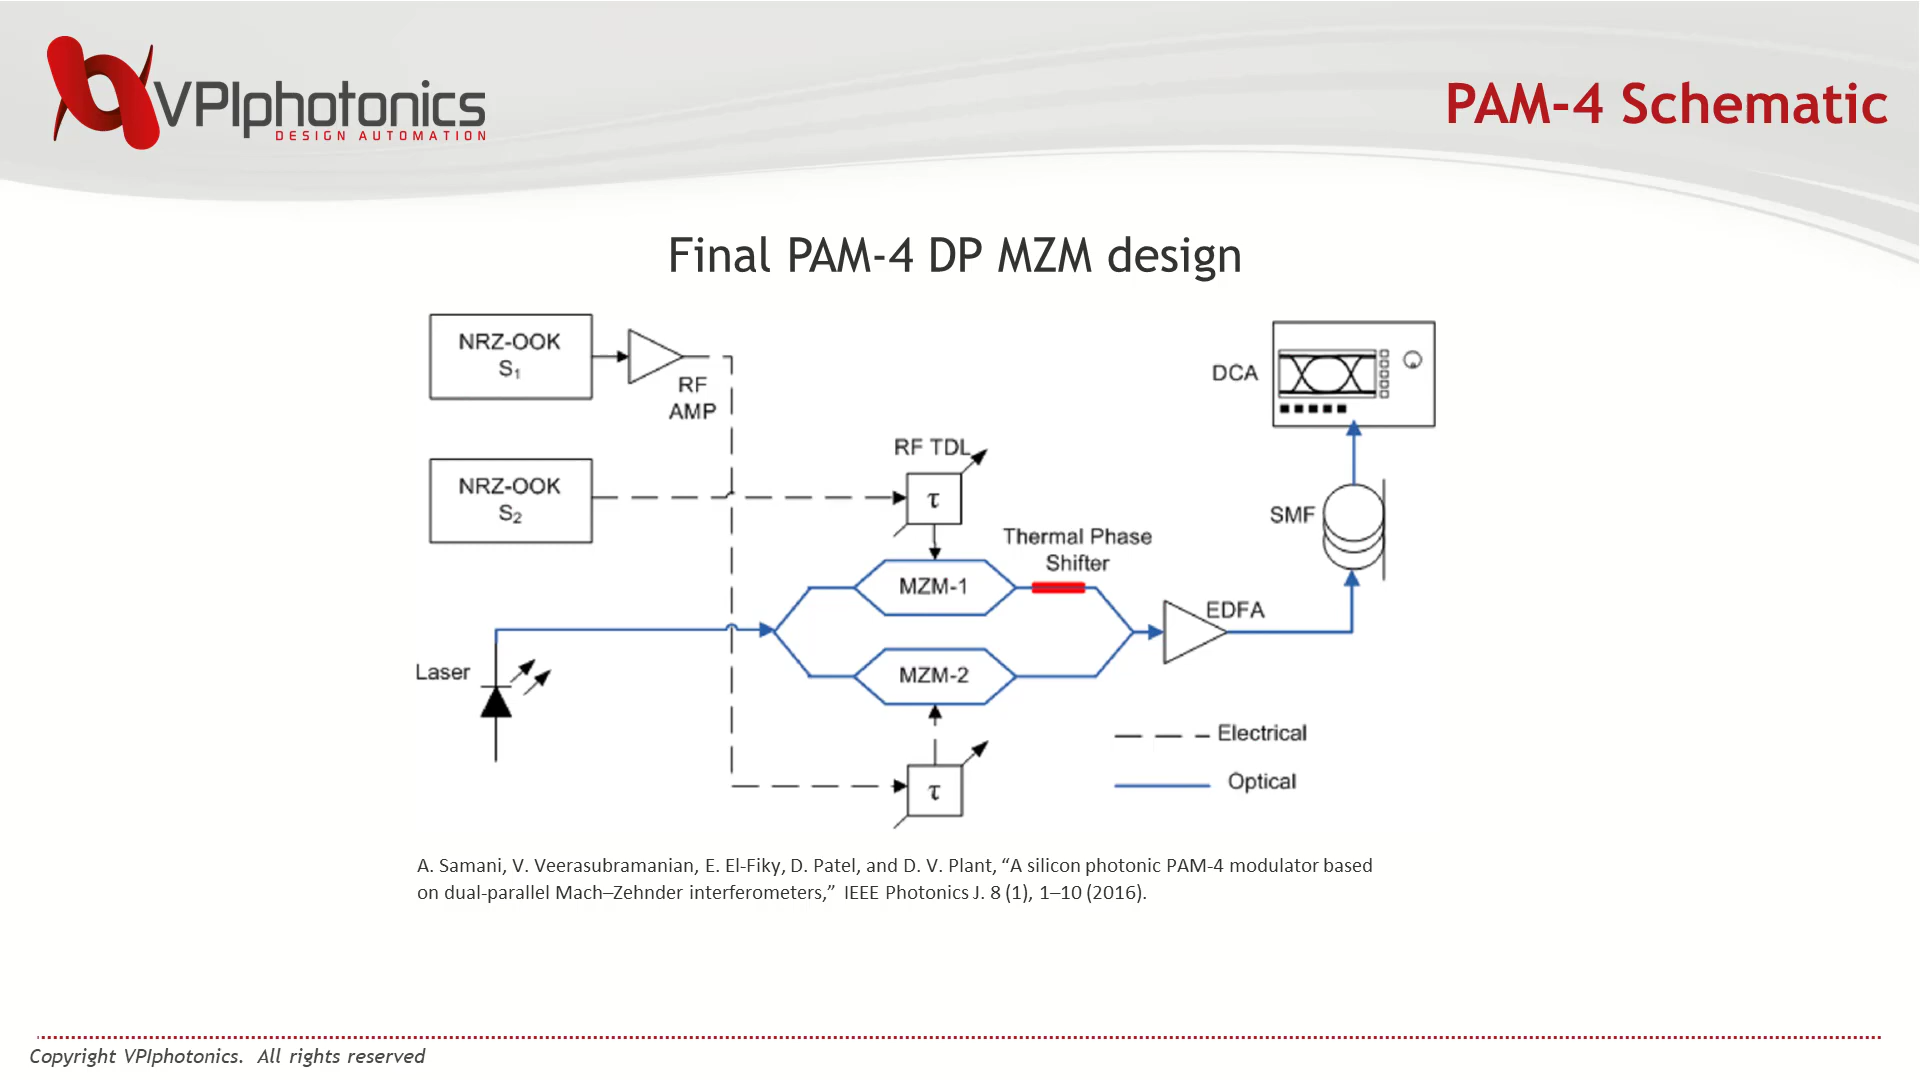 VPIphotonics
DESIGN AUTOMATION
PAM-4 Schematic
Final PAM-4 DP MZM design
NRZ-OOK
S1
RF
AMP
NRZ-OOK
S2
RF TDL
τ
DCA
SMF
Thermal Phase
Shifter
MZM-1
EDFA
Laser
MZM-2
τ
Electrical
Optical
A. Samani, V. Veerasubramanian, E. El-Fiky, D. Patel, and D. V. Plant, “A silicon photonic PAM-4 modulator based
on dual-parallel Mach–Zehnder interferometers,” IEEE Photonics J. 8 (1), 1–10 (2016).
Copyright VPIphotonics. All rights reserved